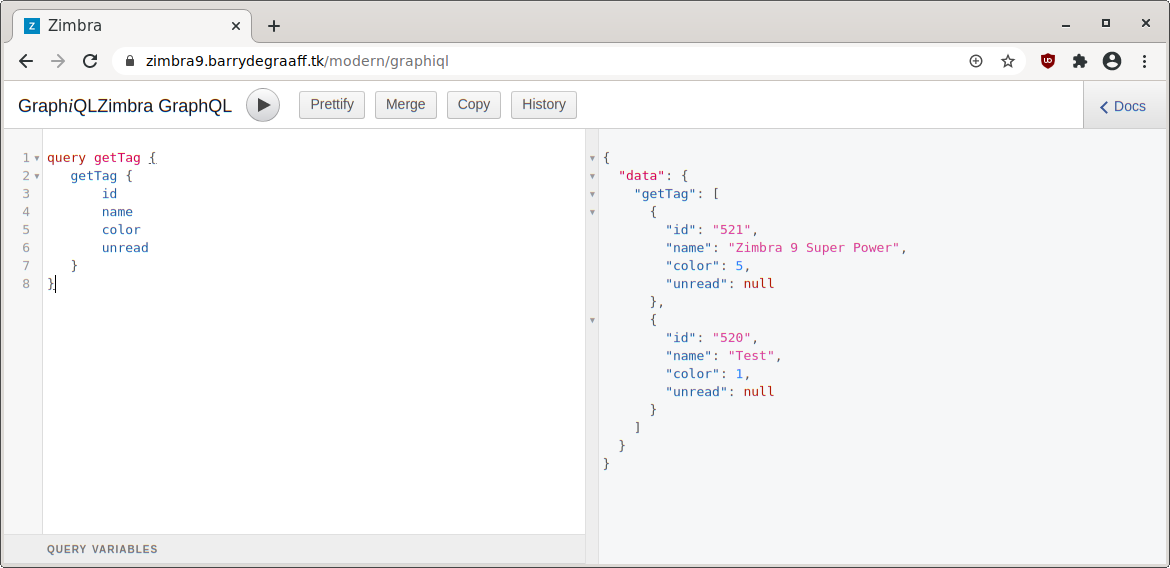 Z Zimbra
zimbra9.barrydegraaff.tk/modern/graphiql
GraphiQLZimbra GraphQL Prettify Merge Copy History Docs
1 query getTag {
2 getTag {
3 id
4 name
5 color
6 unread
7 }
8 }
QUERY VARIABLES
{
"data": {
"getTag": [
{
"id": "521",
"name": "Zimbra 9 Super Power",
"color": 5,
"unread": null
},
{
"id": "520",
"name": "Test",
"color": 1,
"unread": null
}
]
}
}